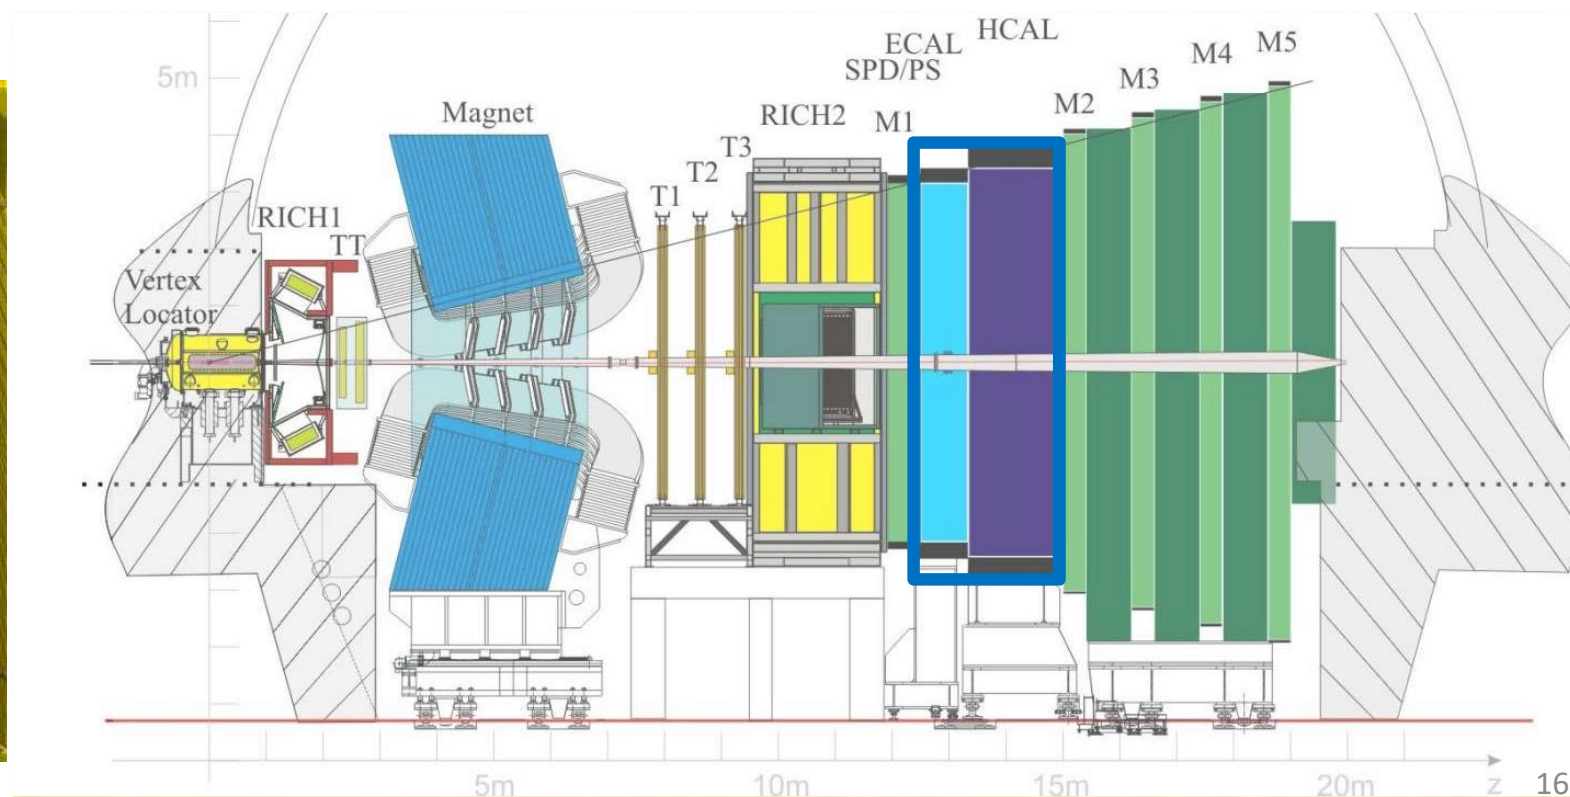 HCAL
ECAL
M5
SPD/PS
M4
5m
M3
Magnet
RICH2
M1
M2
T3
T2
T1
RICH1
TT
Vertex
Locator
5m
10m
15m
20m
z
16